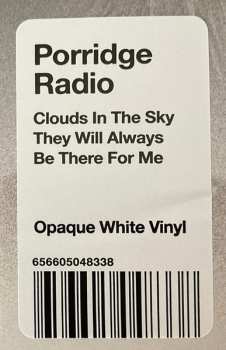 Porridge
Radio
Clouds In The Sky
They Will Always
Be There For Me
Opaque White Vinyl
656605048338